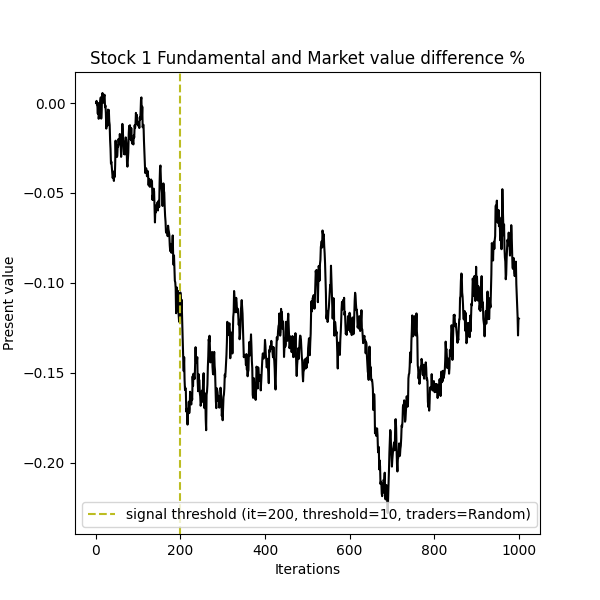 Stock 1 Fundamental and Market value difference %
Present value
0.00
−0.05
−0.10
−0.15
−0.20
signal threshold (it=200, threshold=10, traders=Random)
0
200
400
600
800
1000
Iterations